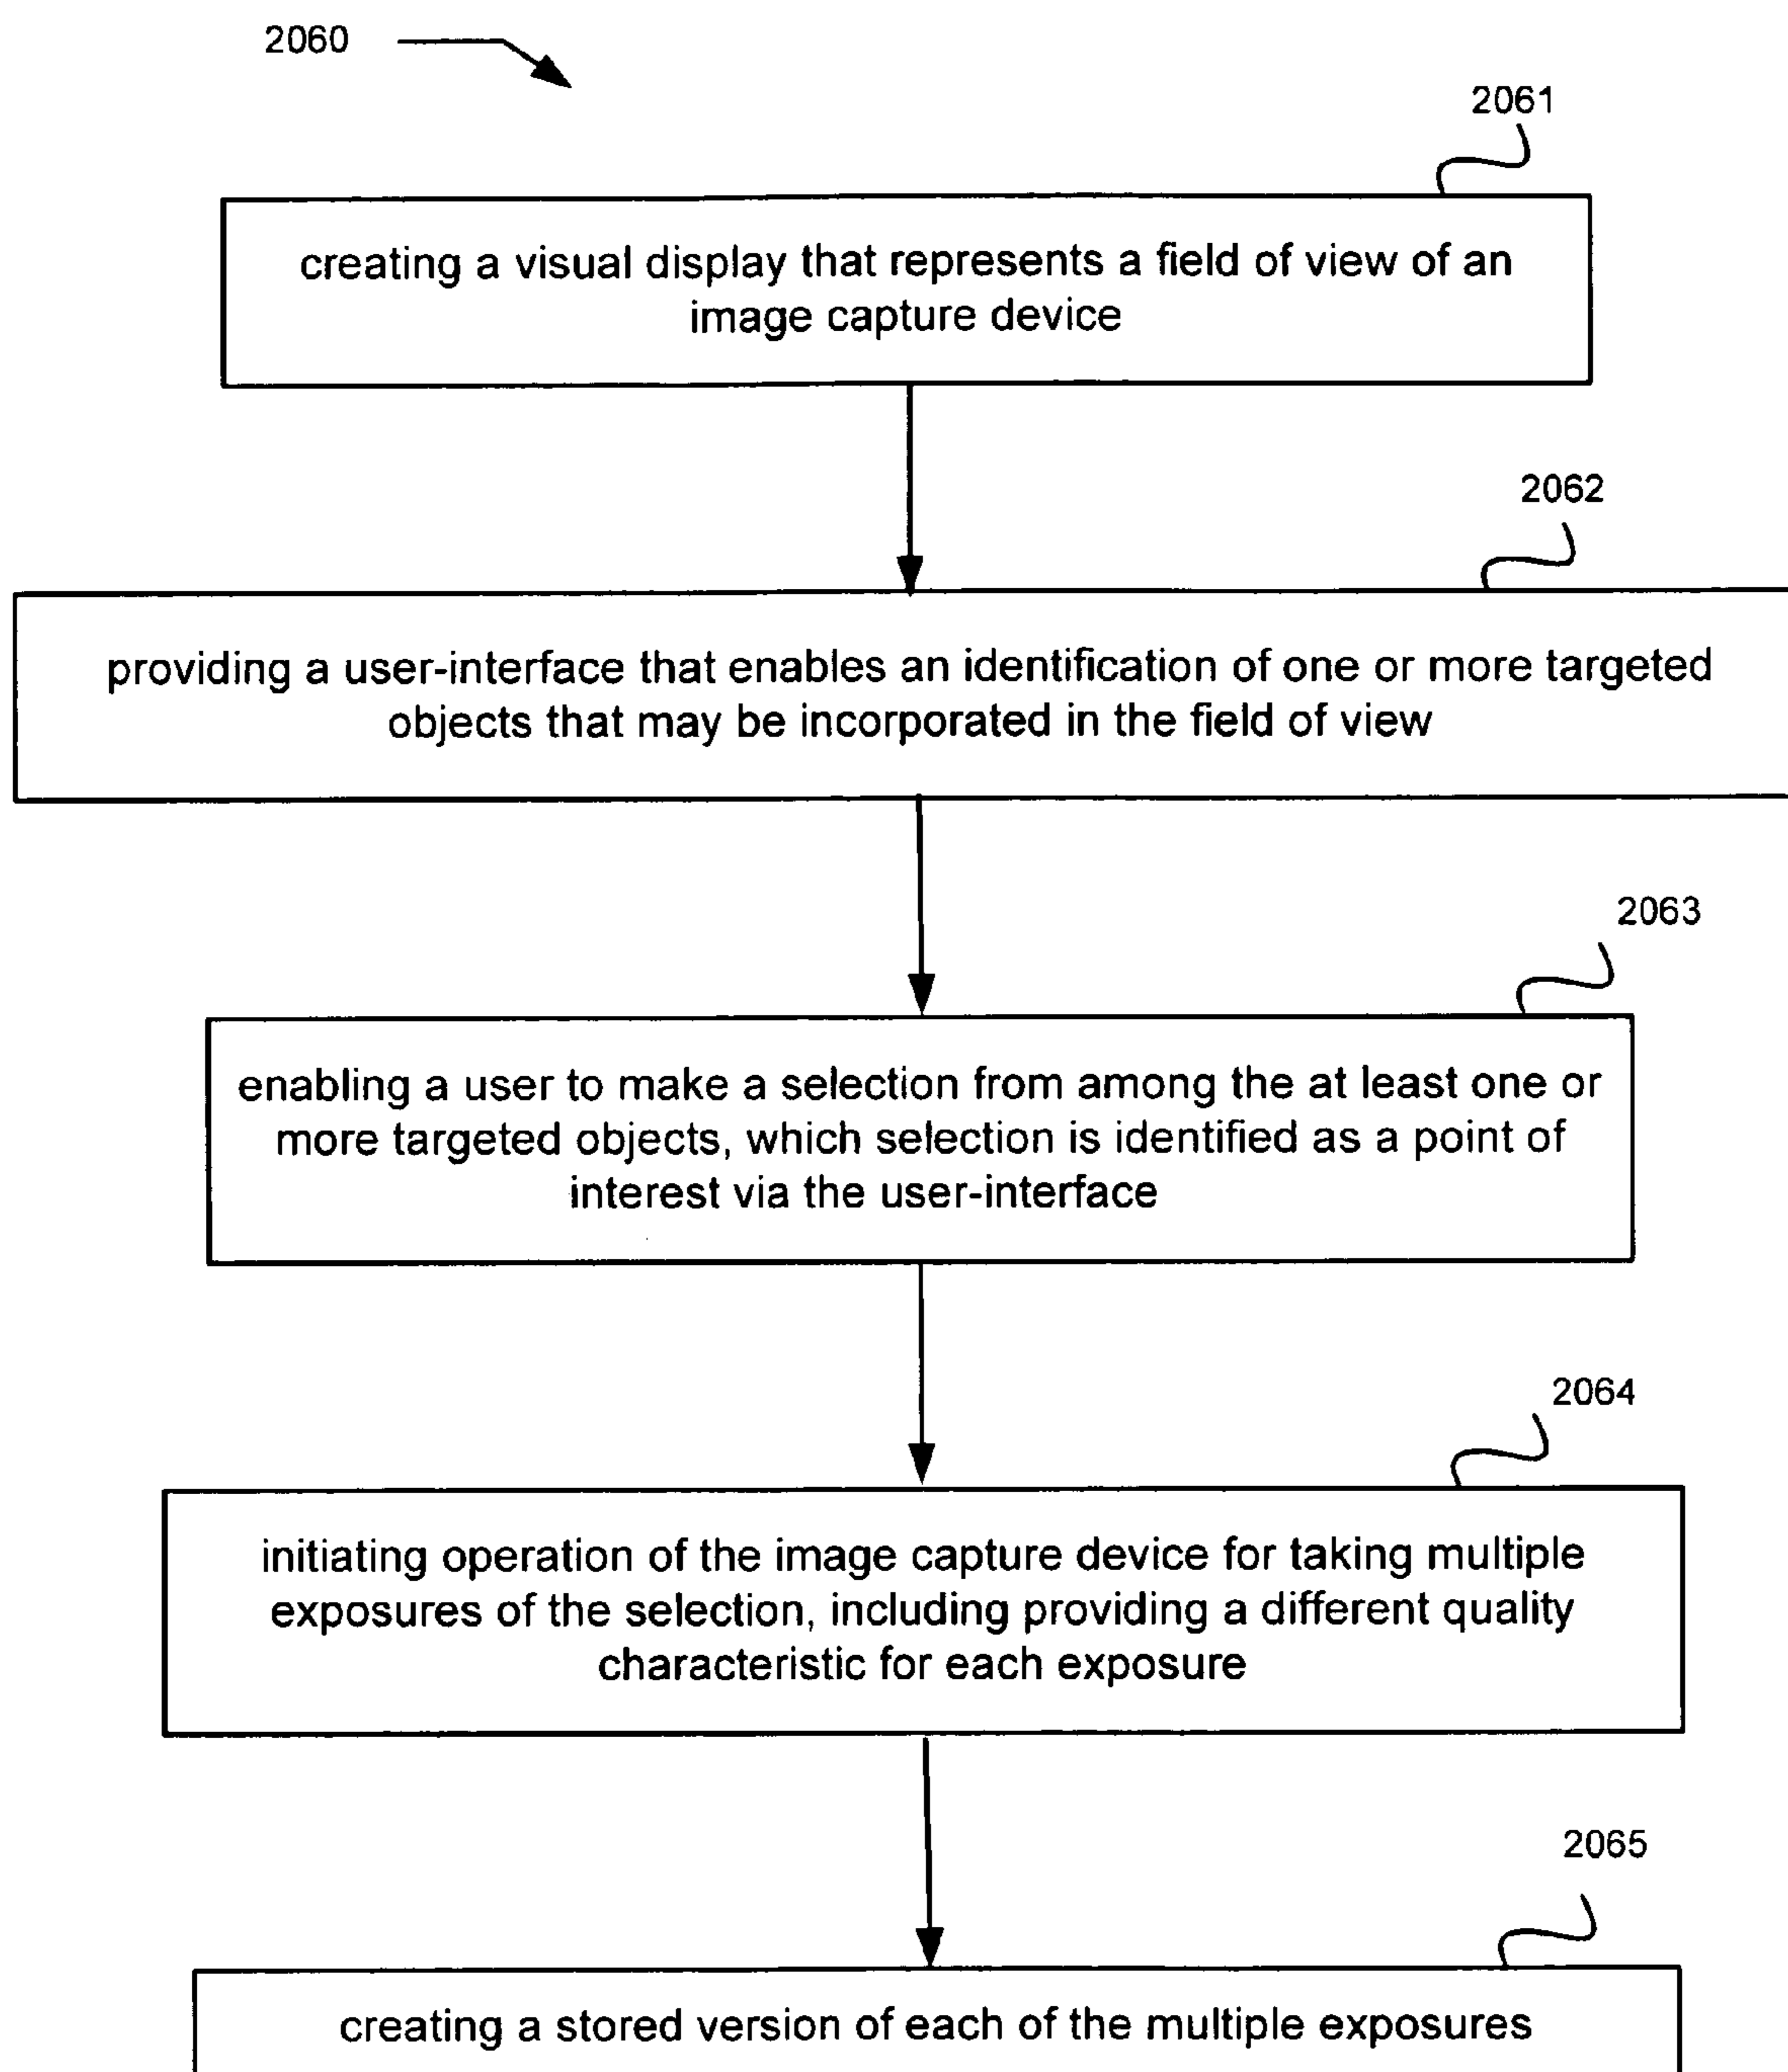 2060
2061
creating a visual display that represents a field of view of an
image capture device
2062
providing a user-interface that enables an identification of one or more targeted
objects that may be incorporated in the field of view
2063
enabling a user to make a selection from among the at least one or
more targeted objects, which selection is identified as a point of
interest via the user-interface
2064
initiating operation of the image capture device for taking multiple
exposures of the selection, including providing a different quality
characteristic for each exposure
2065
creating a stored version of each of the multiple exposures